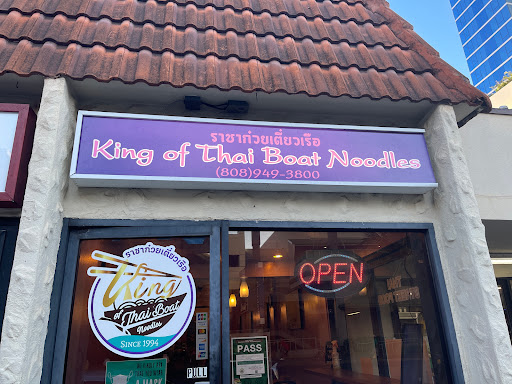 ราชาก๋วยเตี๋ยวเรือ
King of Thai Boat Noodles
(808)949-3800
ราชาก๋วยเตี๋ยวเรือ
King
of Thai Boat
Noodles
SINCE 1994
OPEN
PULL
PASS